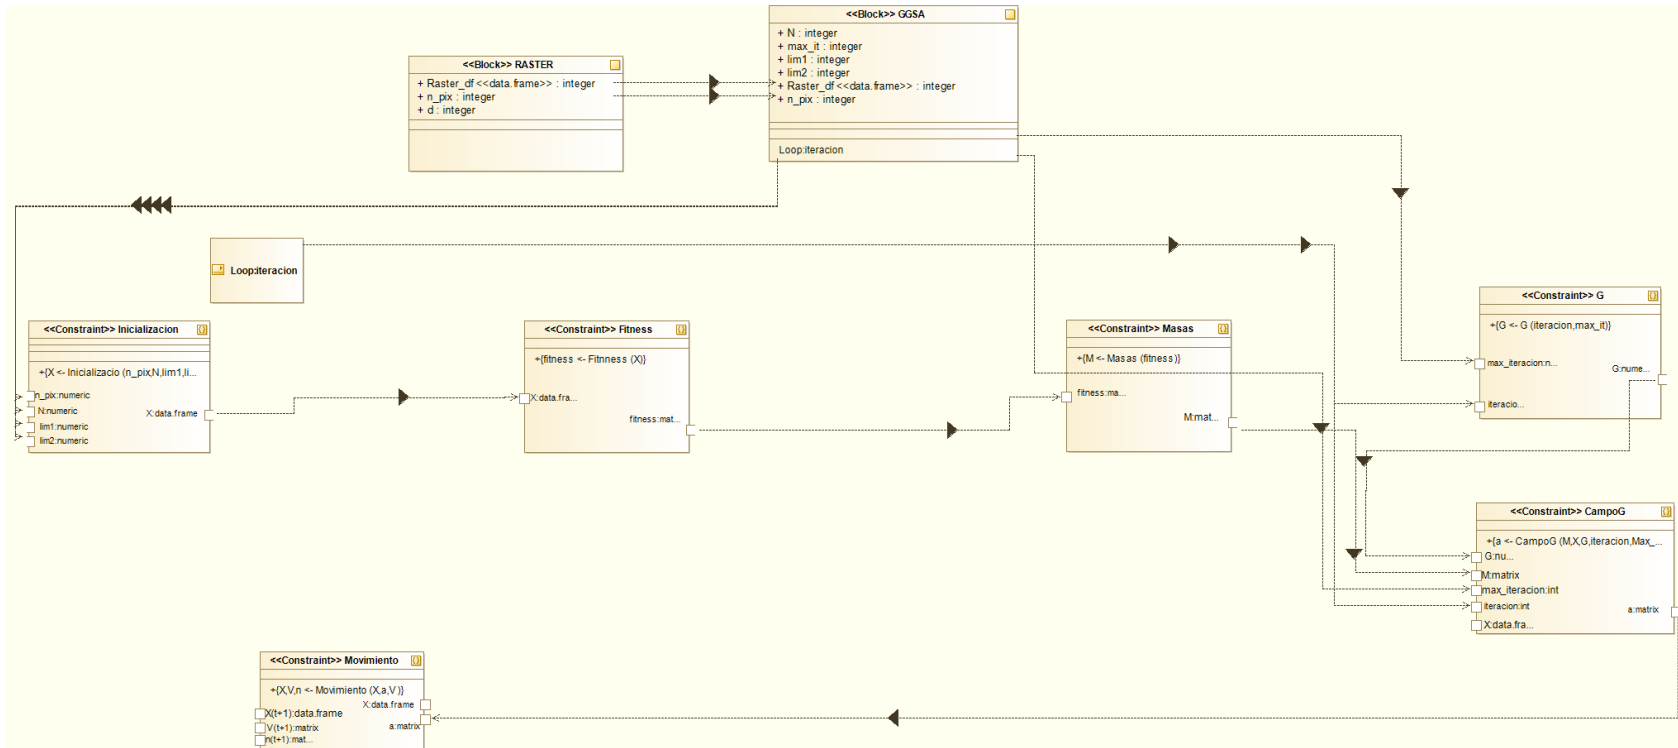 <<Block>> GGSA
+ N : integer
+ max_it : integer
+ lim1 : integer
+ lim2 : integer
+ Raster_df <<data.frame>> : integer
+ n_pix : integer
Loop:iteracion
<<Block>> RASTER
+ Raster_df <<data.frame>> : integer
+ n_pix : integer
+ d : integer
Loop:iteracion
<<Constraint>> Inicializacion
+{X <- Inicializacio (n_pix,N,lim1,li...
n_pix:numeric
N:numeric
lim1:numeric
lim2:numeric
X:data.frame
<<Constraint>> Fitness
+{fitness <- Fitnness (X)}
X:data.fra...
fitness:mat...
<<Constraint>> Masas
+{M <- Masas (fitness)}
fitness:ma...
M:mat...
<<Constraint>> G
+{G <- G (iteracion,max_it)}
max_iteracion:n...
G:nume...
iteracio...
<<Constraint>> CampoG
+{a <- CampoG (M,X,G,iteracion,Max_...
G:nu...
M:matrix
max_iteracion:int
iteracion:int
a:matrix
X:data.fra...
<<Constraint>> Movimiento
+{X,V,n <- Movimiento (X,a,V )}
X:data.frame
X(t+1):data.frame
a:matrix
V(t+1):matrix
n(t+1):mat...